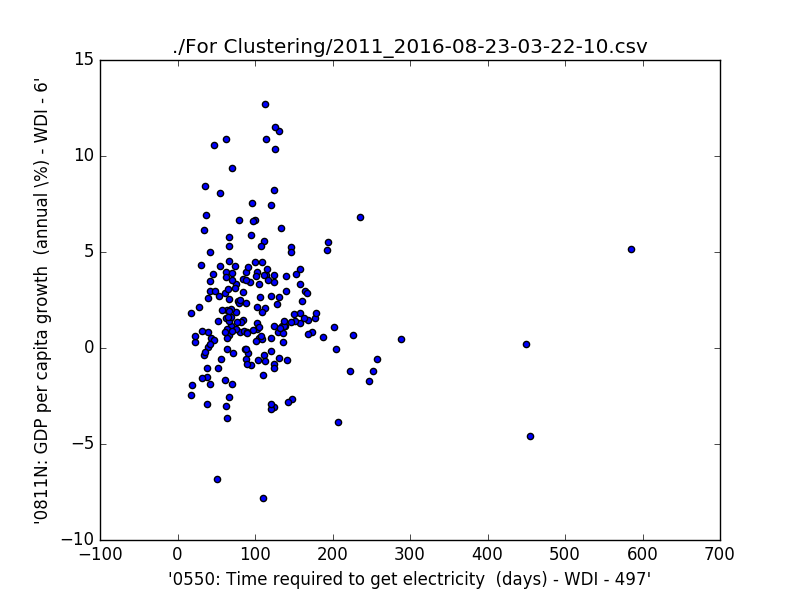 ./For Clustering/2011_2016-08-23-03-22-10.csv
15
10
5
0
−5
−10
'0811N: GDP per capita growth  (annual \%) - WDI - 6'
−100 0 100 200 300 400 500 600 700
'0550: Time required to get electricity  (days) - WDI - 497'